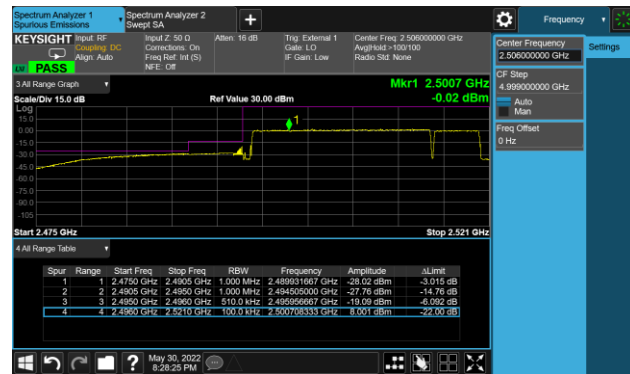 Spectrum Analyzer 1
Spurious Emissions
Spectrum Analyzer 2
Swept SA
+
Frequency
KEYSIGHT
Input: RF
Coupling: DC
Align: Auto
Input Z: 50 Ω
Corrections: On
Freq Ref: Int (S)
NFE: Off
Atten: 16 dB
Trig: External 1
Gate: LO
IF Gain: Low
Center Freq: 2.506000000 GHz
Avg|Hold >100/100
Radio Std: None
PASS
Center Frequency
2.506000000 GHz
Settings
CF Step
4.999000000 GHz
Auto
Man
Freq Offset
0 Hz
3 All Range Graph
Mkr1 2.5007 GHz
Scale/Div 15.0 dB
Ref Value 30.00 dBm
-0.02 dBm
Log
15.0
0.00
-15.0
-30.0
-45.0
-60.0
-75.0
-90.0
-105
1
Start 2.475 GHz
Stop 2.521 GHz
4 All Range Table
Spur Range Start Freq Stop Freq RBW Frequency Amplitude ΔLimit
1 1 2.4750 GHz 2.4905 GHz 1.000 MHz 2.489931667 GHz -28.02 dBm -3.015 dB
2 2 2.4905 GHz 2.4950 GHz 1.000 MHz 2.494505000 GHz -27.76 dBm -14.76 dB
3 3 2.4950 GHz 2.4960 GHz 510.0 kHz 2.495956667 GHz -19.09 dBm -6.092 dB
4 4 2.4960 GHz 2.5210 GHz 100.0 kHz 2.500708333 GHz 8.001 dBm -22.00 dB
?
May 30, 2022
8:28:25 PM